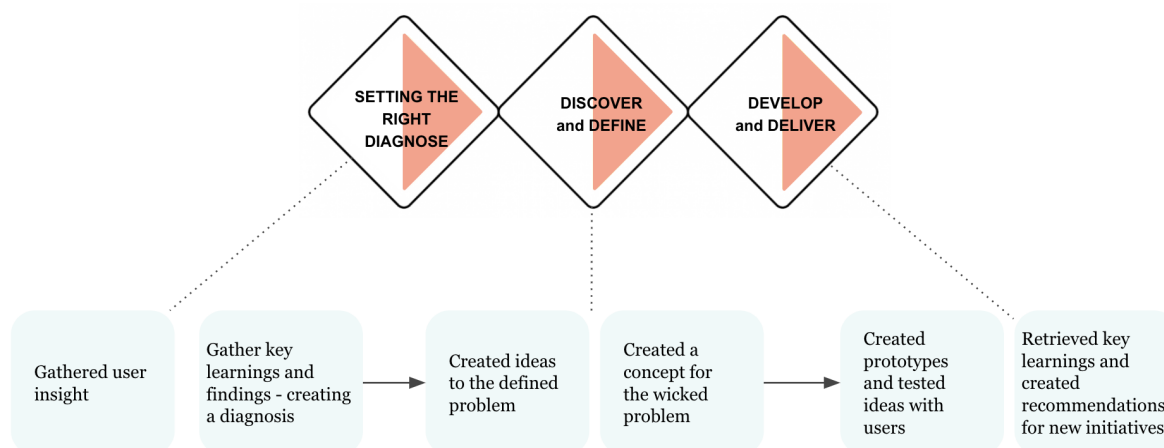 SETTING THE
RIGHT
DIAGNOSE
DISCOVER
and DEFINE
DEVELOP
and DELIVER
Gathered user
insight
Gather key
learnings and
findings - creating
a diagnosis
Created ideas
to the defined
problem
Created a
concept for
the wicked
problem
Created
prototypes
and tested
ideas with
users
Retrieved key
learnings and
created
recommendations
for new initiatives